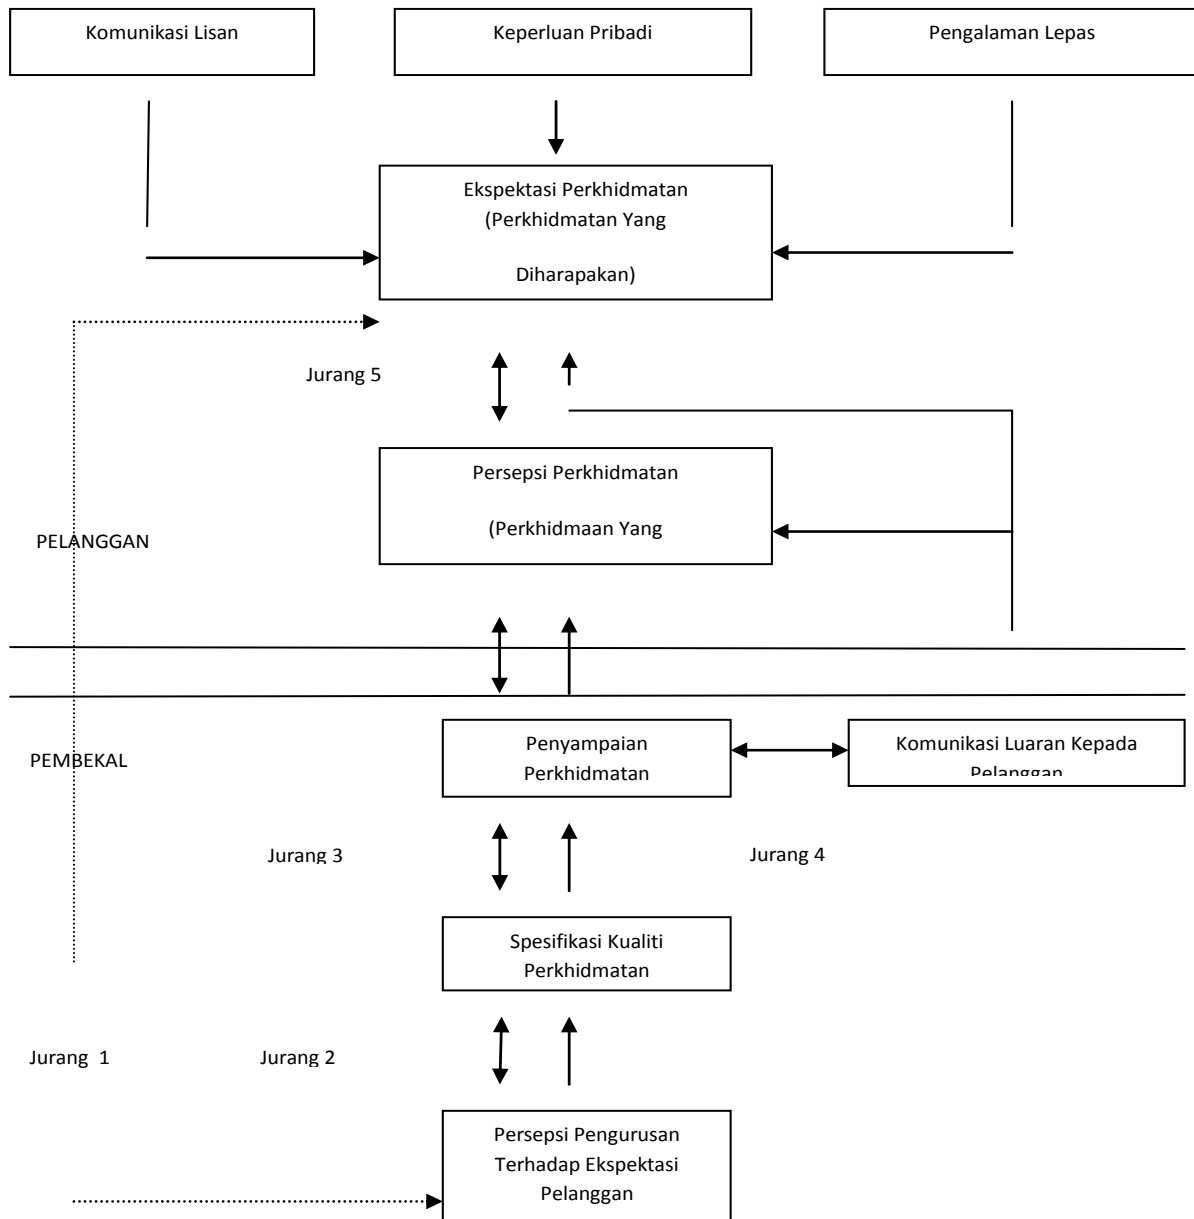 Komunikasi Lisan
Keperluan Pribadi
Pengalaman Lepas
Ekspektasi Perkhidmatan
(Perkhidmatan Yang
Diharapakan)
Jurang 5
Persepsi Perkhidmatan
(Perkhidmaan Yang
PELANGGAN
PEMBEKAL
Penyampaian
Perkhidmatan
Komunikasi Luaran Kepada
Pelanggan
Jurang 3
Jurang 4
Spesifikasi Kualiti
Perkhidmatan
Jurang 1
Jurang 2
Persepsi Pengurusan
Terhadap Ekspektasi
Pelanggan